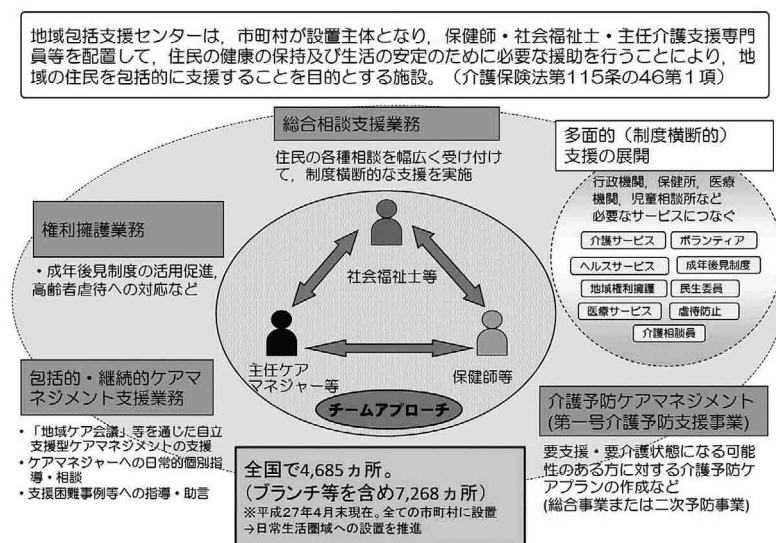 地域包括支援センターは，市町村が設置主体となり，保健師・社会福祉士・主任介護支援専門
員等を配置して，住民の健康の保持及び生活の安定のために必要な援助を行うことにより，地
域の住民を包括的に支援することを目的とする施設。（介護保険法第115条の46第1項）
総合相談支援業務
住民の各種相談を幅広く受け付け
て，制度横断的な支援を実施
多面的（制度横断的）
支援の展開
行政機関，保健所，医療
機関，児童相談所など
必要なサービスにつなぐ
介護サービス
ボランティア
ヘルスサービス
成年後見制度
地域権利擁護
民生委員
医療サービス
虐待防止
介護相談員
権利擁護業務
・成年後見制度の活用促進，
高齢者虐待への対応など
社会福祉士等
主任ケア
マネジャー等
保健師等
チームアプローチ
包括的・継続的ケアマ
ネジメント支援業務
・「地域ケア会議」等を通じた自立
支援型ケアマネジメントの支援
・ケアマネジャーへの日常的個別指
導・相談
・支援困難事例等への指導・助言
全国で4,685ヵ所。
（ブランチ等を含め7,268ヵ所）
※平成27年4月末現在。全ての市町村に設置
→日常生活圏域への設置を推進
介護予防ケアマネジメント
(第一号介護予防支援事業)
要支援・要介護状態になる可能
性のある方に対する介護予防ケ
アプランの作成など
(総合事業または二次予防事業)